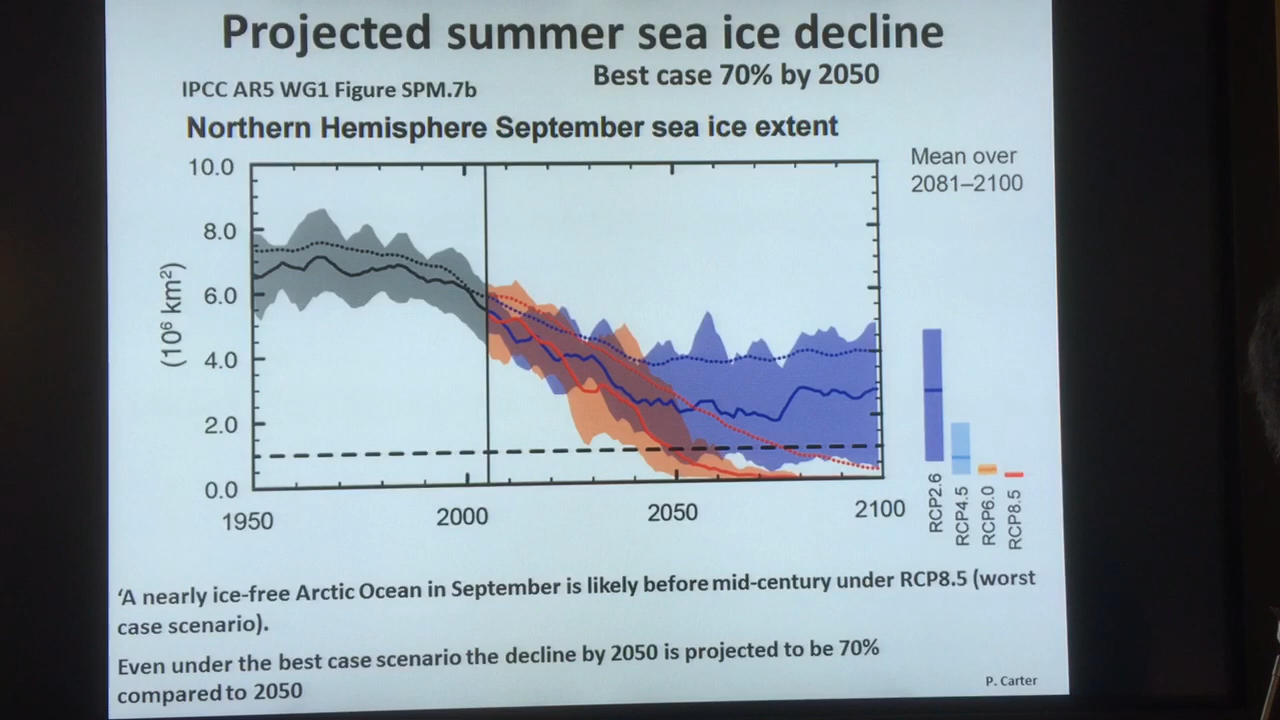 Projected summer sea ice decline
Best case 70% by 2050
IPCC AR5 WG1 Figure SPM.7b
Northern Hemisphere September sea ice extent
Mean over
2081–2100
10.0
8.0
6.0
4.0
2.0
0.0
(10⁶ km²)
1950
2000
2050
2100
RCP2.6
RCP4.5
RCP6.0
RCP8.5
‘A nearly ice-free Arctic Ocean in September is likely before mid-century under RCP8.5 (worst
case scenario).
Even under the best case scenario the decline by 2050 is projected to be 70%
compared to 2050
P. Carter